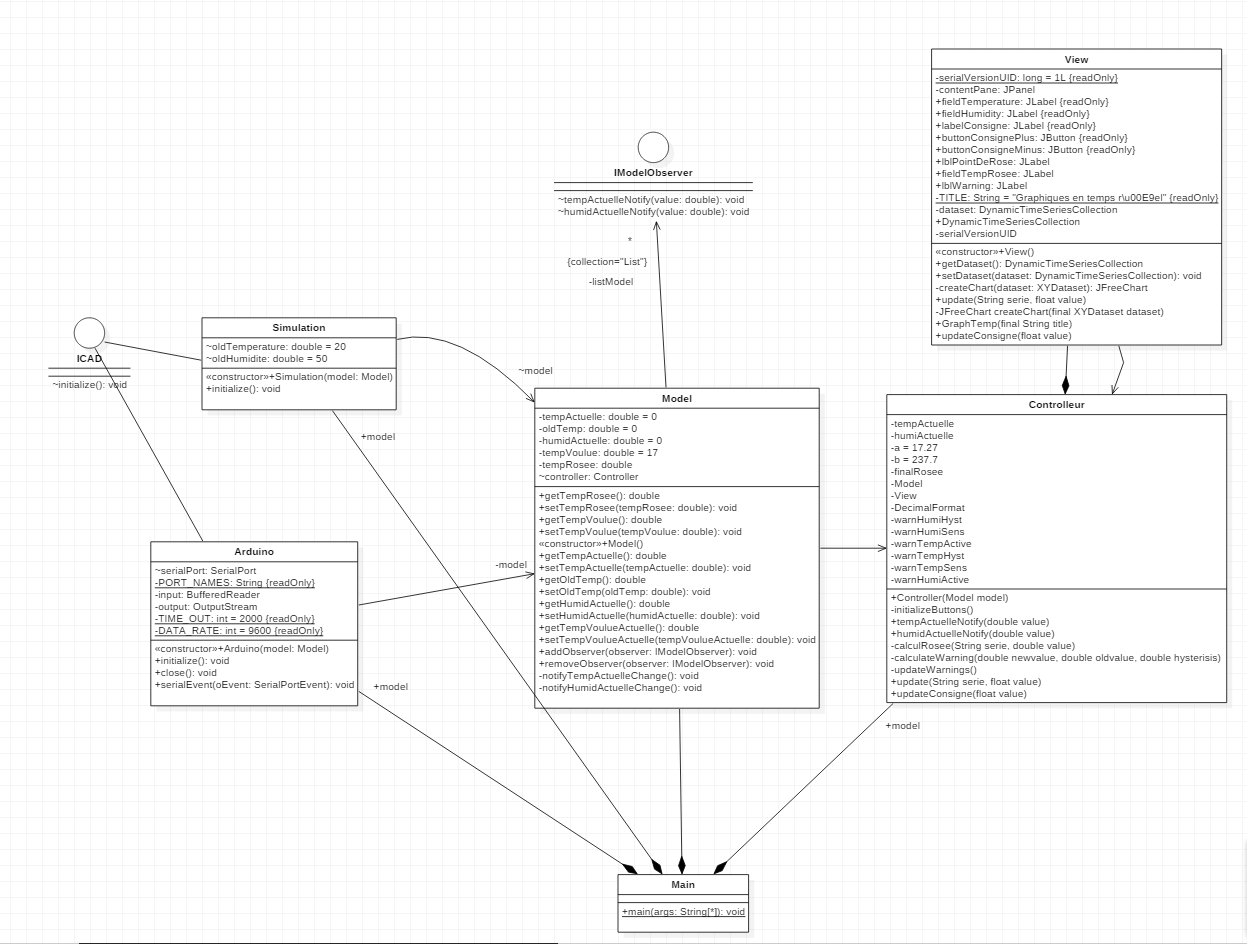 View
-serialVersionUID: long = 1L {readOnly}
-contentPane: JPanel
+fieldTemperature: JLabel {readOnly}
+fieldHumidity: JLabel {readOnly}
+labelConsigne: JLabel {readOnly}
+buttonConsignePlus: JButton {readOnly}
+buttonConsigneMinus: JButton {readOnly}
+lblPointDeRose: JLabel
+fieldTempRosee: JLabel
+lblWarning: JLabel
-TITLE: String = "Graphiques en temps r\u00E9el" {readOnly}
-dataset: DynamicTimeSeriesCollection
+DynamicTimeSeriesCollection
-serialVersionUID
«constructor»+View()
+getDataset(): DynamicTimeSeriesCollection
+setDataset(dataset: DynamicTimeSeriesCollection): void
-createChart(dataset: XYDataset): JFreeChart
+update(String serie, float value)
-JFreeChart createChart(final XYDataset dataset)
+GraphTemp(final String title)
+updateConsigne(float value)
IModelObserver
~tempActuelleNotify(value: double): void
~humidActuelleNotify(value: double): void
*
{collection="List"}
-listModel
ICAD
~initialize(): void
Simulation
~oldTemperature: double = 20
~oldHumidite: double = 50
«constructor»+Simulation(model: Model)
+initialize(): void
~model
+model
Model
-tempActuelle: double = 0
-oldTemp: double = 0
-humidActuelle: double = 0
-tempVoulue: double = 17
-tempRosee: double
~controller: Controller
+getTempRosee(): double
+setTempRosee(tempRosee: double): void
+getTempVoulue(): double
+setTempVoulue(tempVoulue: double): void
«constructor»+Model()
+getTempActuelle(): double
+setTempActuelle(tempActuelle: double): void
+getOldTemp(): double
+setOldTemp(oldTemp: double): void
+getHumidActuelle(): double
+setHumidActuelle(humidActuelle: double): void
+getTempVoulueActuelle(): double
+setTempVoulueActuelle(tempVoulueActuelle: double): void
+addObserver(observer: IModelObserver): void
+removeObserver(observer: IModelObserver): void
-notifyTempActuelleChange(): void
-notifyHumidActuelleChange(): void
Controlleur
-tempActuelle
-humiActuelle
-a = 17.27
-b = 237.7
-finalRosee
-Model
-View
-DecimalFormat
-warnHumiHyst
-warnHumiSens
-warnTempActive
-warnTempHyst
-warnTempSens
-warnHumiActive
+Controller(Model model)
-initializeButtons()
+tempActuelleNotify(double value)
+humidActuelleNotify(double value)
-calculRosee(String serie, double value)
-calculateWarning(double newvalue, double oldvalue, double hysterisis)
-updateWarnings()
+update(String serie, float value)
+updateConsigne(float value)
Arduino
~serialPort: SerialPort
-PORT_NAMES: String {readOnly}
-input: BufferedReader
-output: OutputStream
-TIME_OUT: int = 2000 {readOnly}
-DATA_RATE: int = 9600 {readOnly}
«constructor»+Arduino(model: Model)
+initialize(): void
+close(): void
+serialEvent(oEvent: SerialPortEvent): void
-model
+model
+model
Main
+main(args: String[*]): void